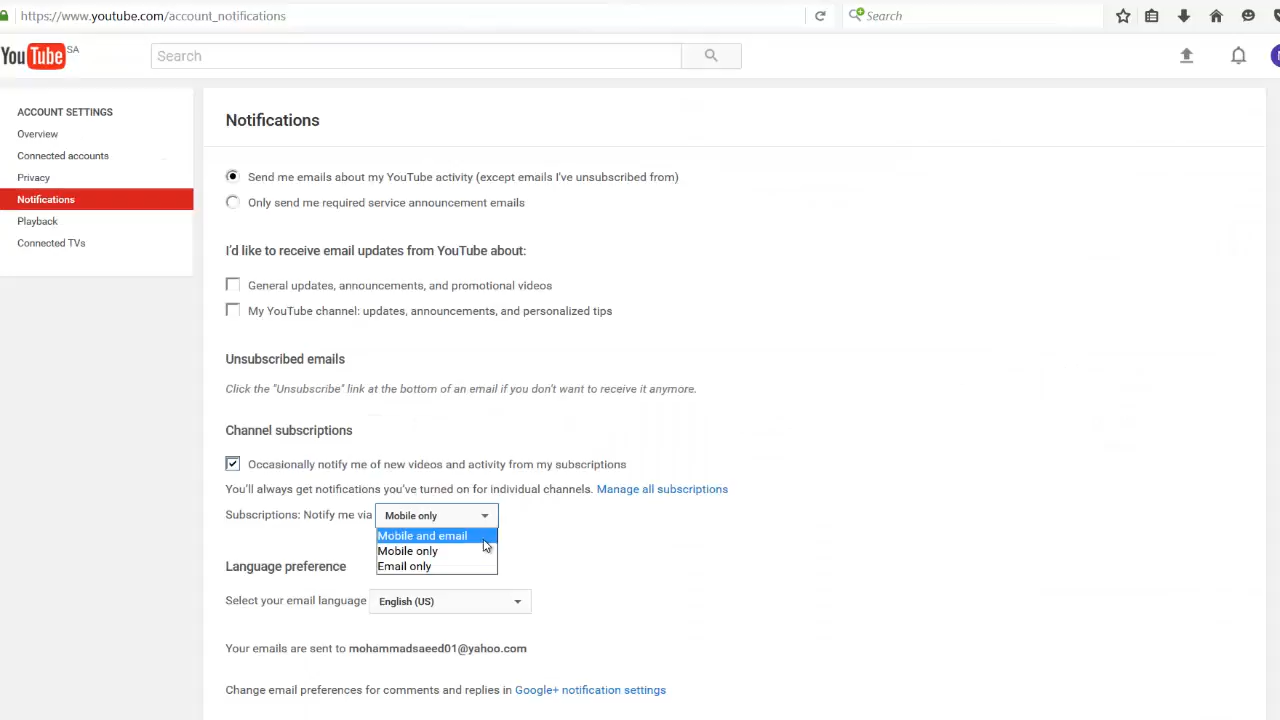 https://www.youtube.com/account_notifications
Search
YouTube SA
Search
ACCOUNT SETTINGS
Overview
Connected accounts
Privacy
Notifications
Playback
Connected TVs
Notifications
Send me emails about my YouTube activity (except emails I've unsubscribed from)
Only send me required service announcement emails
I'd like to receive email updates from YouTube about:
General updates, announcements, and promotional videos
My YouTube channel: updates, announcements, and personalized tips
Unsubscribed emails
Click the "Unsubscribe" link at the bottom of an email if you don't want to receive it anymore.
Channel subscriptions
Occasionally notify me of new videos and activity from my subscriptions
You'll always get notifications you've turned on for individual channels. Manage all subscriptions
Subscriptions: Notify me via Mobile only
Mobile and email
Mobile only
Email only
Language preference
Select your email language English (US)
Your emails are sent to mohammadsaeed01@yahoo.com
Change email preferences for comments and replies in Google+ notification settings